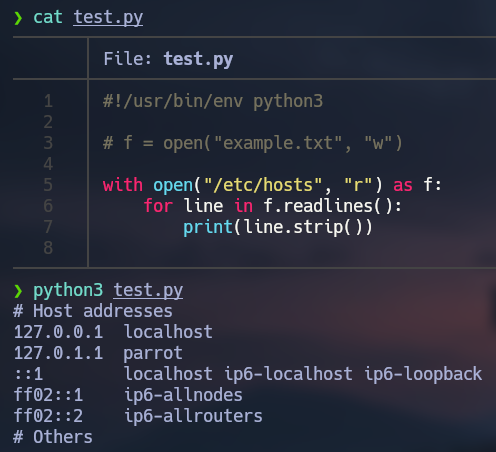 ❯ cat test.py
File: test.py
1 #!/usr/bin/env python3
2
3 # f = open("example.txt", "w")
4
5 with open("/etc/hosts", "r") as f:
6     for line in f.readlines():
7         print(line.strip())
8
❯ python3 test.py
# Host addresses
127.0.0.1  localhost
127.0.1.1  parrot
::1        localhost ip6-localhost ip6-loopback
ff02::1    ip6-allnodes
ff02::2    ip6-allrouters
# Others